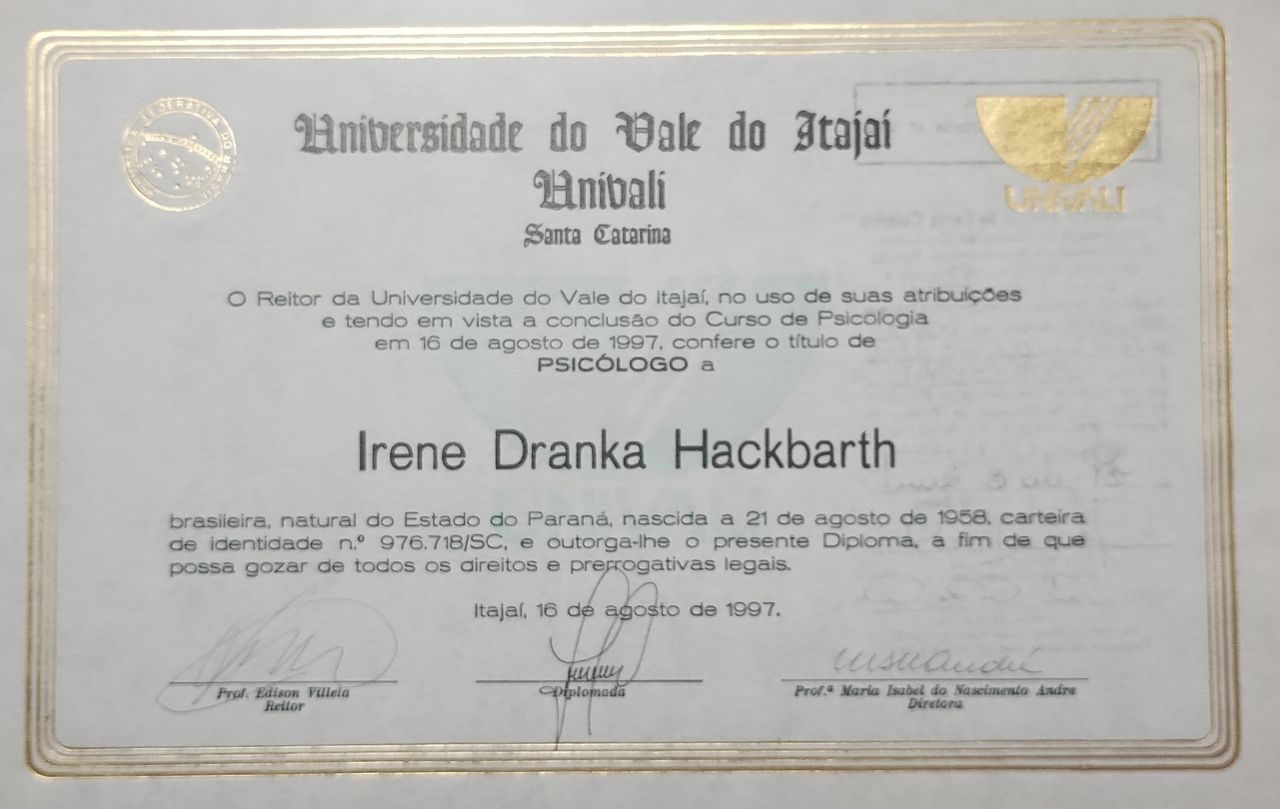 Universidade do Vale do Itajaí
Univali
Santa Catarina
UNIVALI
O Reitor da Universidade do Vale do Itajaí, no uso de suas atribuições
e tendo em vista a conclusão do Curso de Psicologia
em 16 de agosto de 1997, confere o título de
PSICÓLOGO a
Irene Dranka Hackbarth
brasileira, natural do Estado do Paraná, nascida a 21 de agosto de 1958, carteira
de identidade n.º 976.718/SC, e outorga-lhe o presente Diploma, a fim de que
possa gozar de todos os direitos e prerrogativas legais.
Itajaí, 16 de agosto de 1997.
Prof. Edison Villela
Reitor
Diplomada
Prof.ª Maria Isabel do Nascimento Andre
Diretora